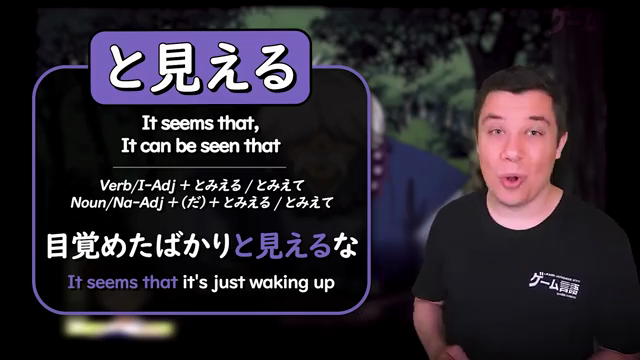 と見える
It seems that,
It can be seen that
Verb/I-Adj + とみえる / とみえて
Noun/Na-Adj + (だ) + とみえる / とみえて
目覚めたばかりと見えるな
It seems that it's just waking up
ゲーム言語